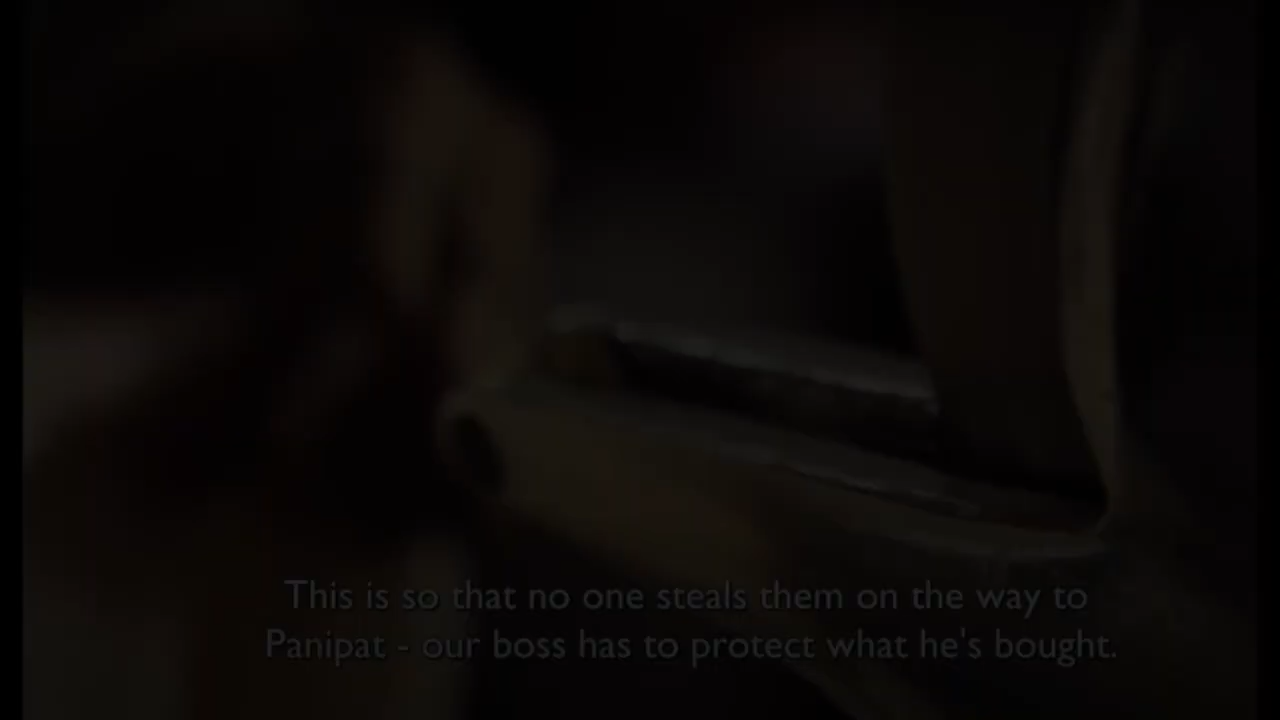 This is so that no one steals them on the way to
Panipat - our boss has to protect what he's bought.